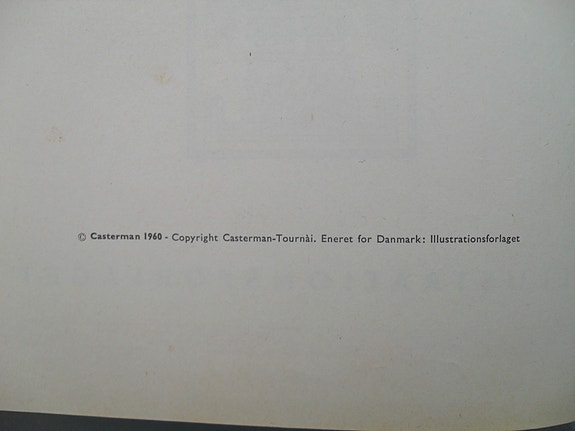 © Casterman 1960 - Copyright Casterman-Tournài. Eneret for Danmark: Illustrationsforlaget